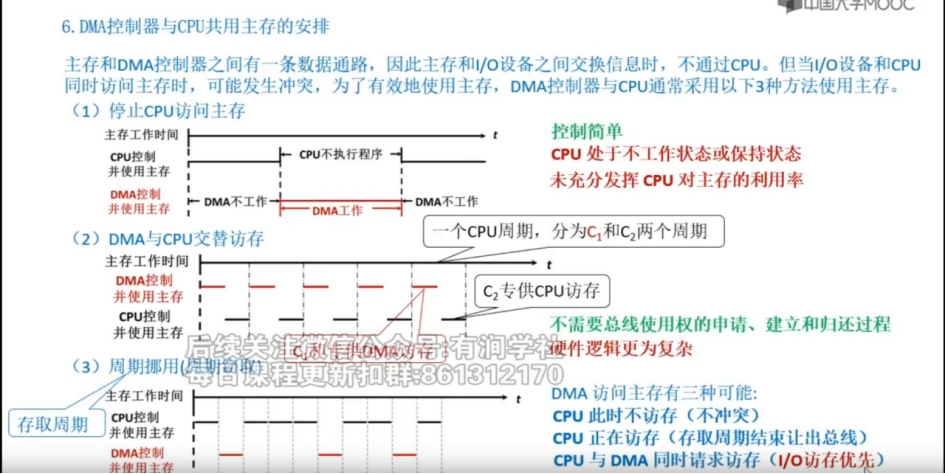 中国大学MOOC
6. DMA控制器与CPU共用主存的安排
主存和DMA控制器之间有一条数据通路，因此主存和I/O设备之间交换信息时，不通过CPU。但当I/O设备和CPU
同时访问主存时，可能发生冲突，为了有效地使用主存，DMA控制器与CPU通常采用以下3种方法使用主存。
（1）停止CPU访问主存
主存工作时间
t
CPU控制
并使用主存
CPU不执行程序
DMA控制
并使用主存
DMA不工作
DMA工作
DMA不工作
控制简单
CPU 处于不工作状态或保持状态
未充分发挥 CPU 对主存的利用率
（2）DMA与CPU交替访存
一个CPU周期，分为C1和C2两个周期
主存工作时间
t
DMA控制
并使用主存
CPU控制
并使用主存
C2专供CPU访存
C1专供DMA访存
不需要总线使用权的申请、建立和归还过程
硬件逻辑更为复杂
后续关注微信公众号:有润学社
每日课程更新扣群:861312170
（3）周期挪用(周期窃取)
主存工作时间
t
存取周期
CPU控制
并使用主存
DMA控制
并使用主存
DMA 访问主存有三种可能:
CPU 此时不访存（不冲突）
CPU 正在访存（存取周期结束让出总线）
CPU 与 DMA 同时请求访存（I/O访存优先）